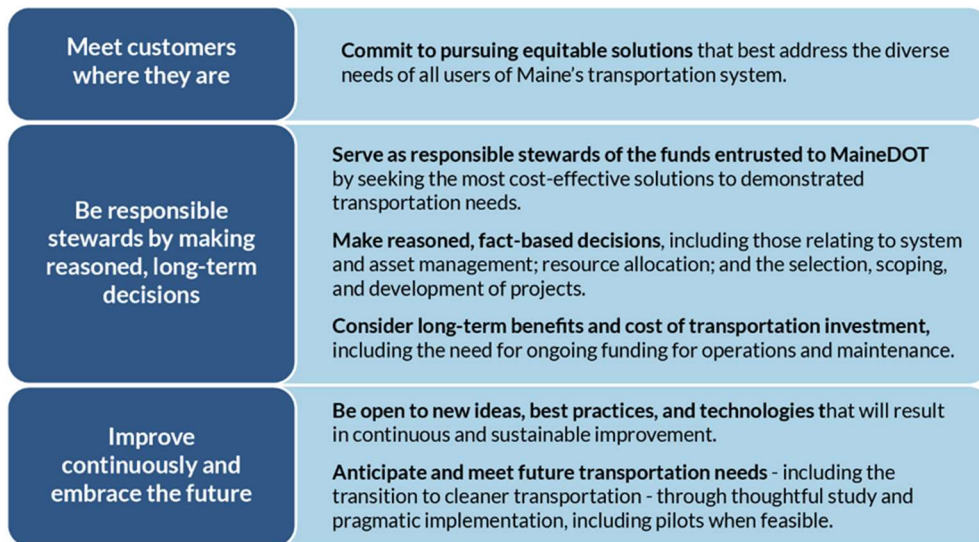 Meet customers
where they are
Commit to pursuing equitable solutions that best address the diverse
needs of all users of Maine's transportation system.
Be responsible
stewards by making
reasoned, long-term
decisions
Serve as responsible stewards of the funds entrusted to MaineDOT
by seeking the most cost-effective solutions to demonstrated
transportation needs.
Make reasoned, fact-based decisions, including those relating to system
and asset management; resource allocation; and the selection, scoping,
and development of projects.
Consider long-term benefits and cost of transportation investment,
including the need for ongoing funding for operations and maintenance.
Improve
continuously and
embrace the future
Be open to new ideas, best practices, and technologies that will result
in continuous and sustainable improvement.
Anticipate and meet future transportation needs - including the
transition to cleaner transportation - through thoughtful study and
pragmatic implementation, including pilots when feasible.